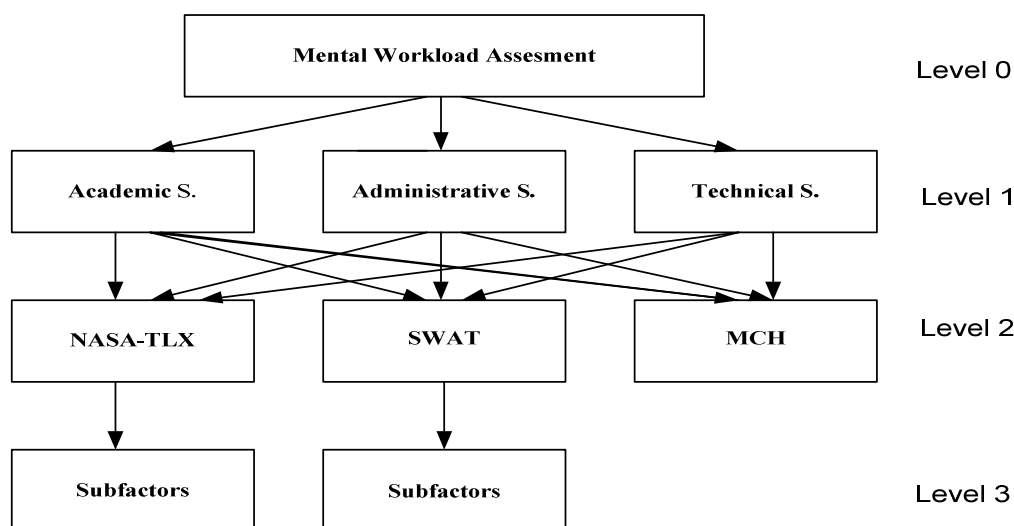 Mental Workload Assesment
Level 0
Academic S.
Administrative S.
Technical S.
Level 1
NASA-TLX
SWAT
MCH
Level 2
Subfactors
Subfactors
Level 3